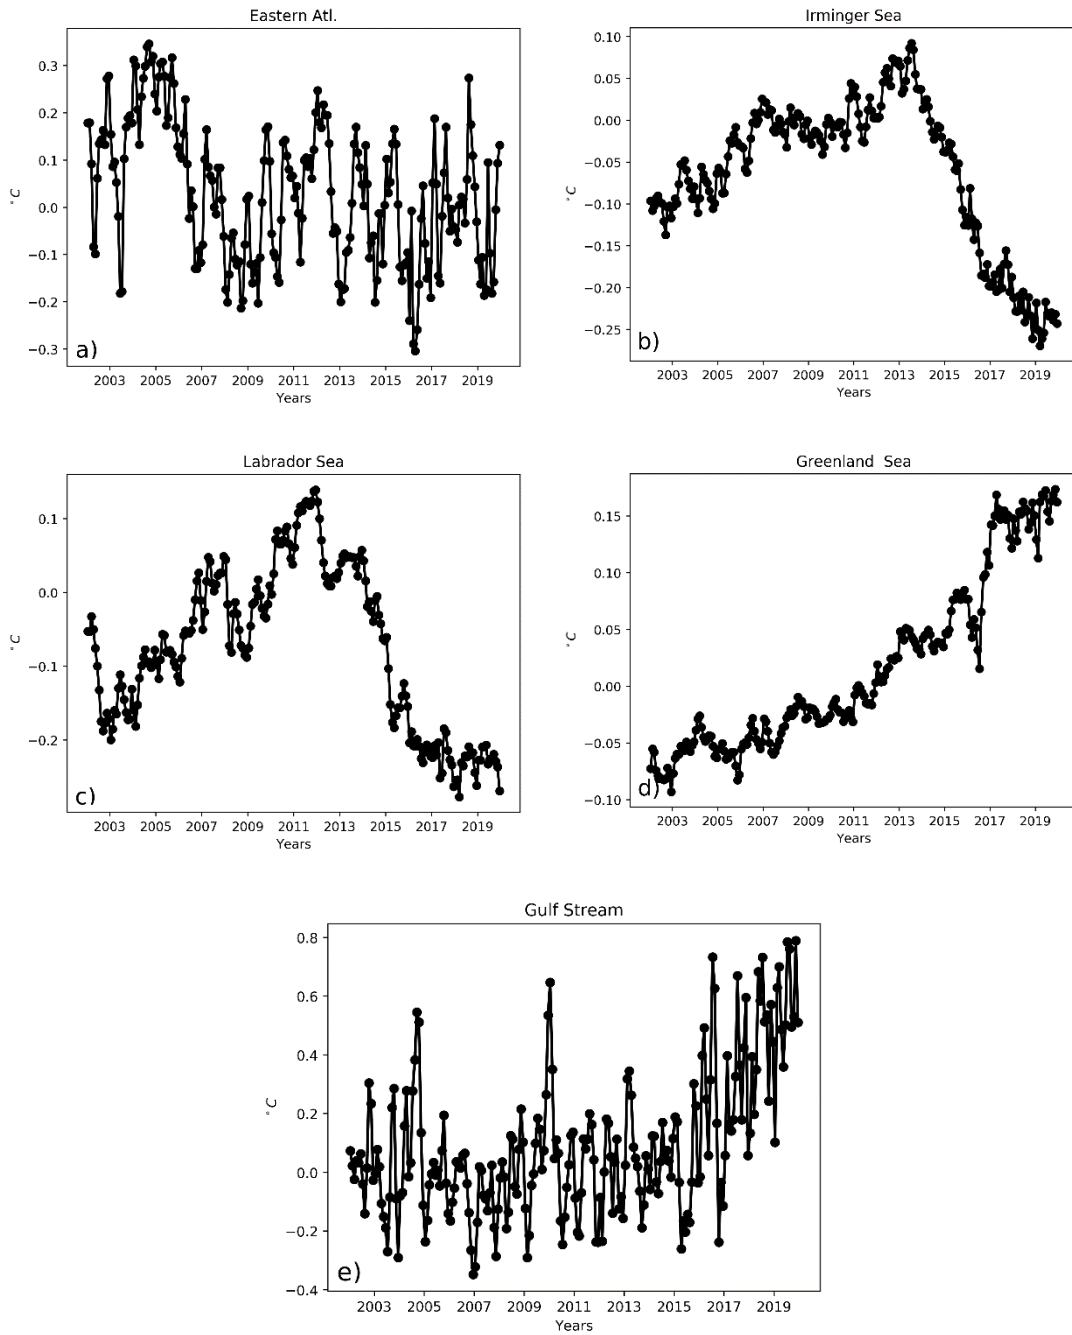 Eastern Atl.
0.3
0.2
0.1
0.0
−0.1
−0.2
−0.3
°C
a)
2003 2005 2007 2009 2011 2013 2015 2017 2019
Years
Irminger Sea
0.10
0.05
0.00
−0.05
−0.10
−0.15
−0.20
−0.25
°C
b)
2003 2005 2007 2009 2011 2013 2015 2017 2019
Years
Labrador Sea
0.1
0.0
−0.1
−0.2
°C
c)
2003 2005 2007 2009 2011 2013 2015 2017 2019
Years
Greenland Sea
0.15
0.10
0.05
0.00
−0.05
−0.10
°C
d)
2003 2005 2007 2009 2011 2013 2015 2017 2019
Years
Gulf Stream
0.8
0.6
0.4
0.2
0.0
−0.2
−0.4
°C
e)
2003 2005 2007 2009 2011 2013 2015 2017 2019
Years